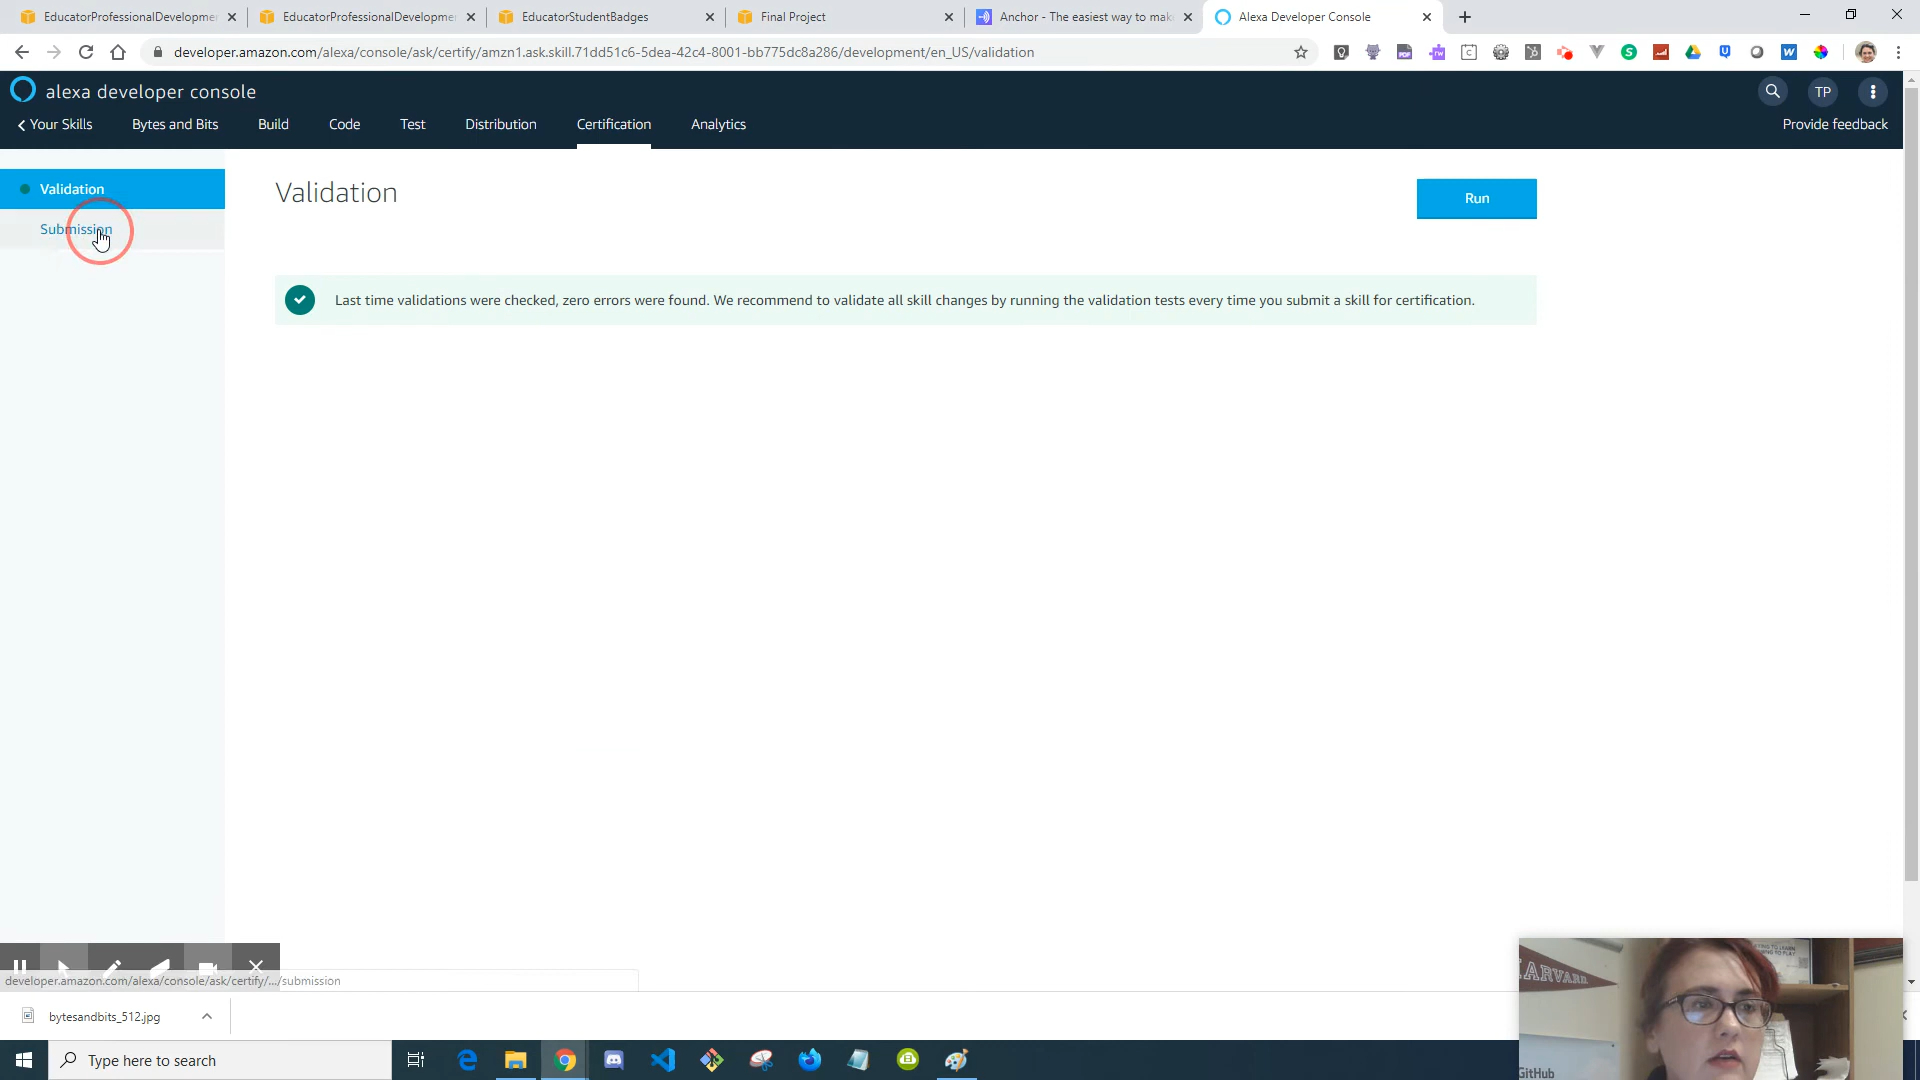 EducatorProfessionalDevelopmen
EducatorProfessionalDevelopme
EducatorStudentBadges
Final Project
Anchor - The easiest way to mak
Alexa Developer Console
developer.amazon.com/alexa/console/ask/certify/amzn1.ask.skill.71dd51c6-5dea-42c4-8001-bb775dc8a286/development/en_US/validation
alexa developer console
TP
Your Skills
Bytes and Bits
Build
Code
Test
Distribution
Certification
Analytics
Provide feedback
Validation
Submission
Validation
Run
Last time validations were checked, zero errors were found. We recommend to validate all skill changes by running the validation tests every time you submit a skill for certification.
developer.amazon.com/alexa/console/ask/certify/.../submission
bytesandbits_512.jpg
Type here to search
HARVARD
GitHub